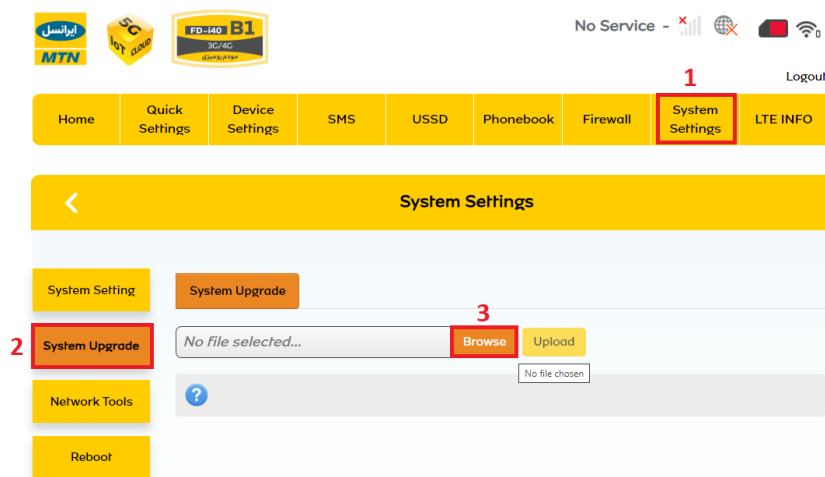 ایرانسل
MTN
5G
IoT CLOUD
FD-i40 B1
3G/4G
مودم رومیزی
No Service -
1
Logout
Home
Quick Settings
Device Settings
SMS
USSD
Phonebook
Firewall
System Settings
LTE INFO
System Settings
System Setting
System Upgrade
3
2
System Upgrade
No file selected...
Browse
Upload
No file chosen
Network Tools
?
Reboot